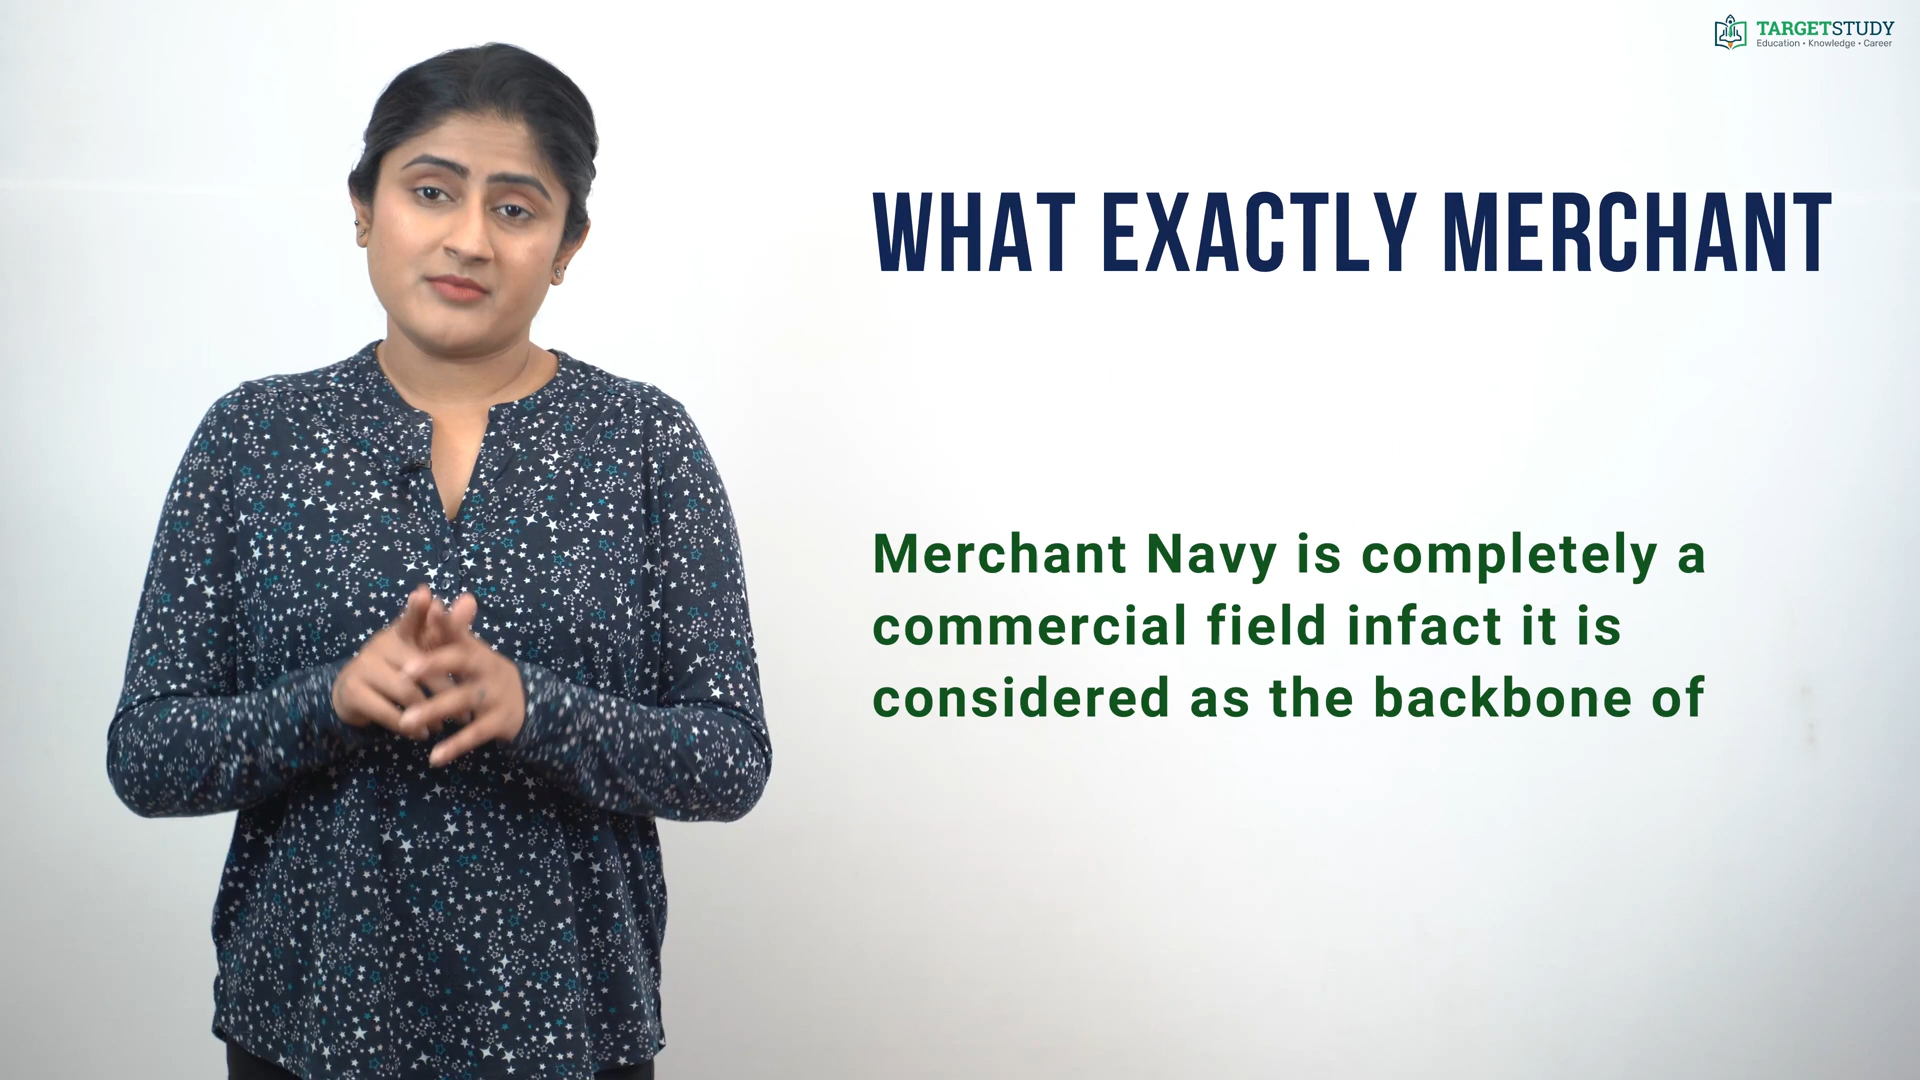 TARGETSTUDY
Education • Knowledge • Career
WHAT EXACTLY MERCHANT
Merchant Navy is completely a
commercial field infact it is
considered as the backbone of